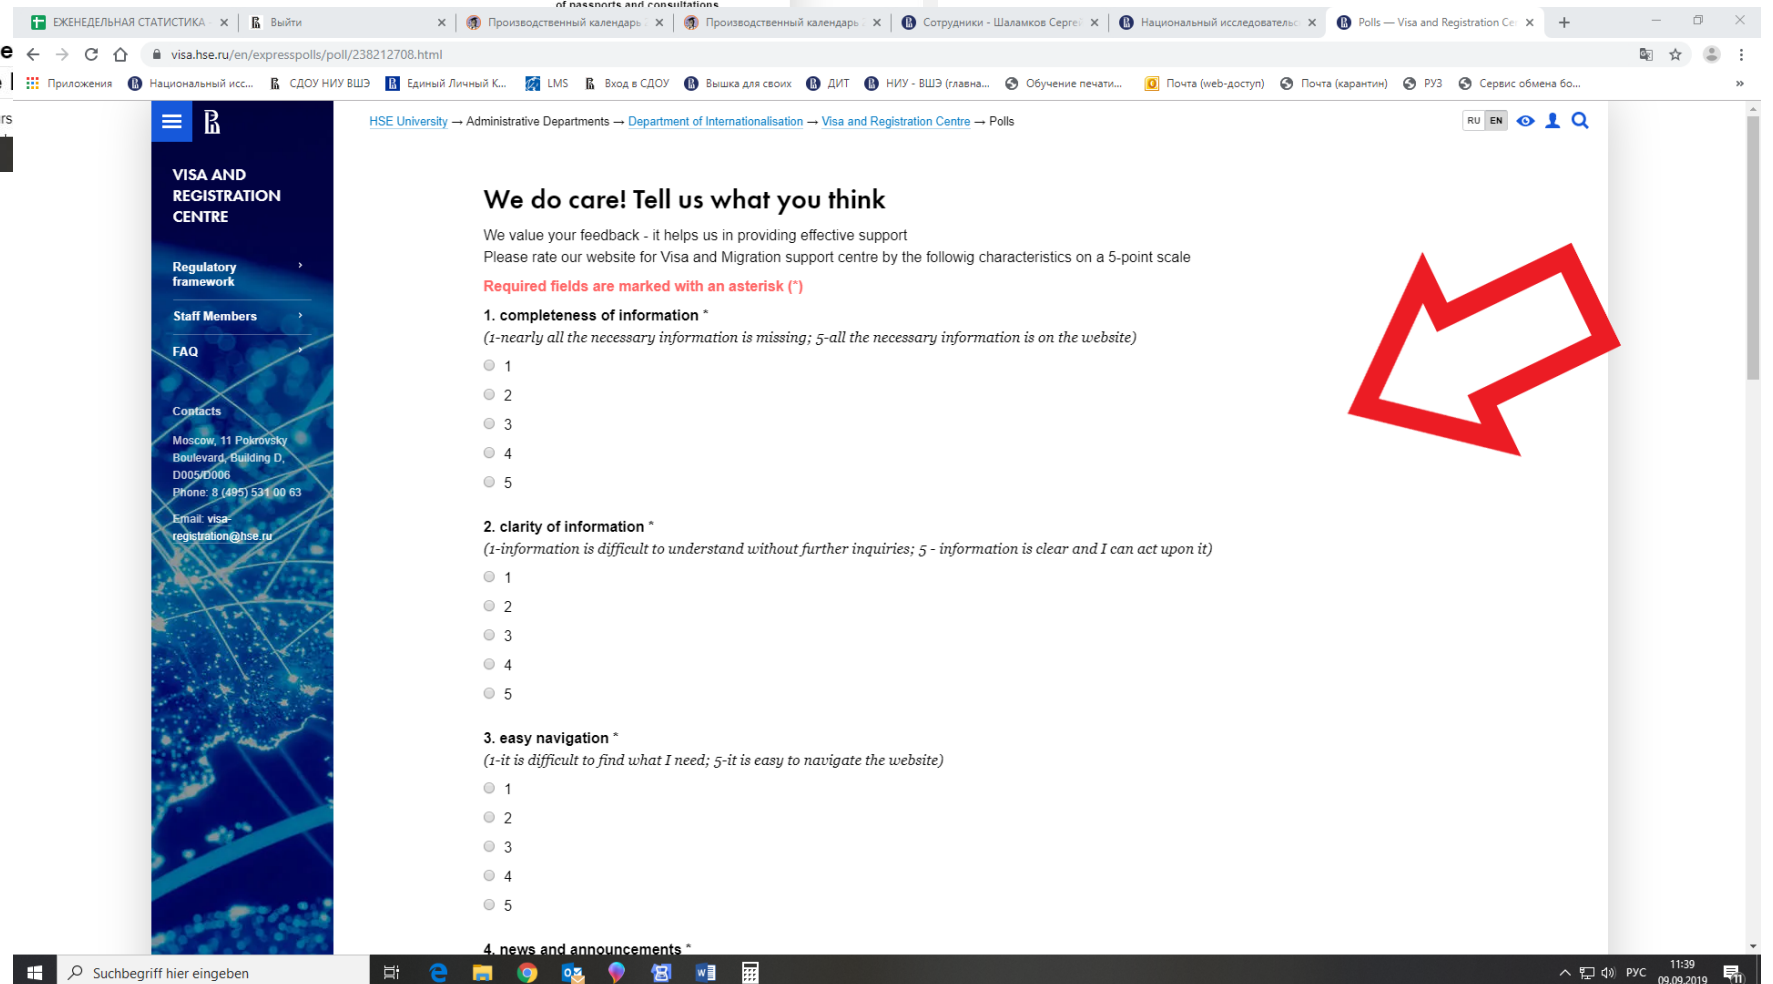 of passports and consultations
ЕЖЕНЕДЕЛЬНАЯ СТАТИСТИКА
Выйти
Производственный календарь
Производственный календарь
Сотрудники - Шаламков Сергей
Национальный исследовательс
Polls — Visa and Registration Ce
visa.hse.ru/en/expresspolls/poll/238212708.html
Приложения
Национальный исс...
СДОУ НИУ ВШЭ
Единый Личный К...
LMS
Вход в СДОУ
Вышка для своих
ДИТ
НИУ - ВШЭ (главна...
Обучение печати...
Почта (web-доступ)
Почта (карантин)
РУЗ
Сервис обмена бо...
»
HSE University → Administrative Departments → Department of Internationalisation → Visa and Registration Centre → Polls
RU EN
VISA AND
REGISTRATION
CENTRE
Regulatory
framework
Staff Members
FAQ
Contacts
Moscow, 11 Pokrovsky
Boulevard, Building D,
D005/D006
Phone: 8 (495) 531 00 63
Email: visa-
registration@hse.ru
We do care! Tell us what you think
We value your feedback - it helps us in providing effective support
Please rate our website for Visa and Migration support centre by the followig characteristics on a 5-point scale
Required fields are marked with an asterisk (*)
1. completeness of information *
(1-nearly all the necessary information is missing; 5-all the necessary information is on the website)
1
2
3
4
5
2. clarity of information *
(1-information is difficult to understand without further inquiries; 5 - information is clear and I can act upon it)
1
2
3
4
5
3. easy navigation *
(1-it is difficult to find what I need; 5-it is easy to navigate the website)
1
2
3
4
5
4. news and announcements *
Suchbegriff hier eingeben
РУС
11:39
09.09.2019